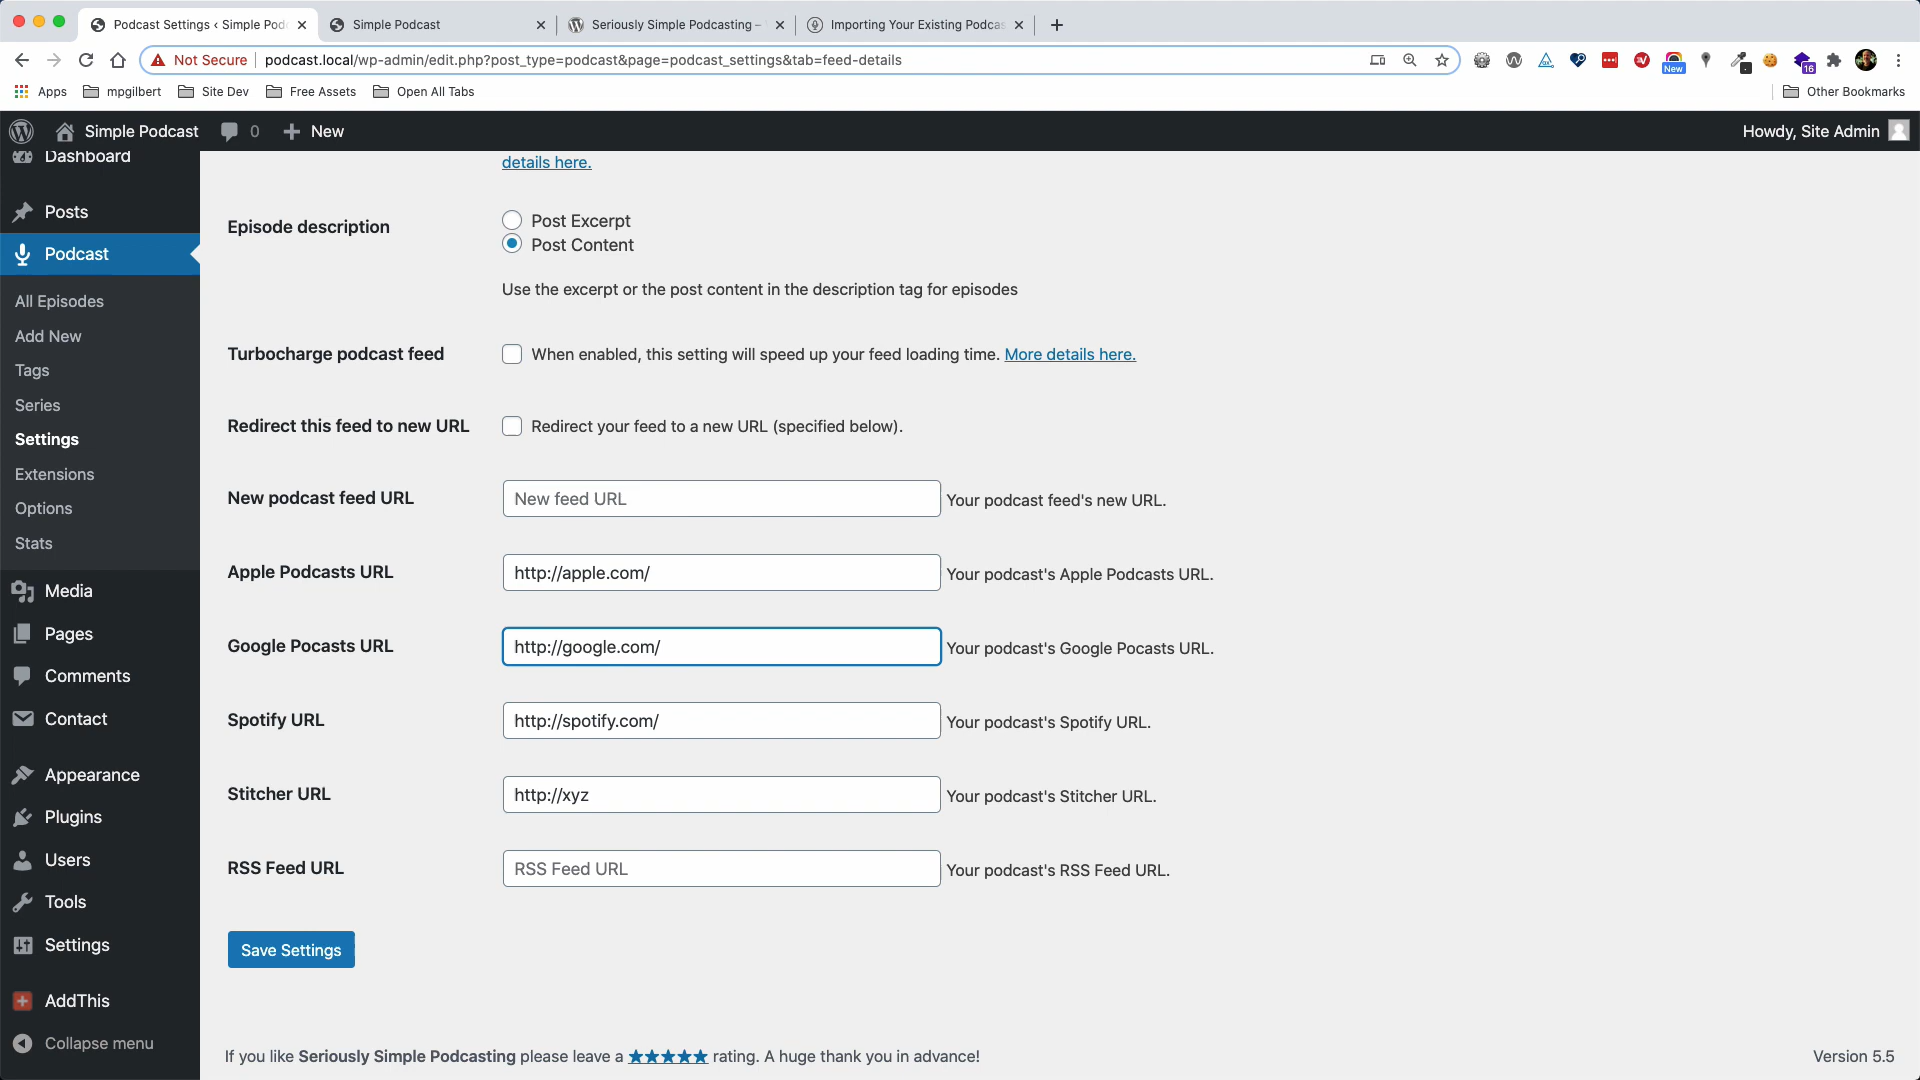 Podcast Settings ‹ Simple Pod
Simple Podcast
Seriously Simple Podcasting –
Importing Your Existing Podcas
Not Secure
podcast.local/wp-admin/edit.php?post_type=podcast&page=podcast_settings&tab=feed-details
New
16
Apps
mpgilbert
Site Dev
Free Assets
Open All Tabs
Other Bookmarks
Simple Podcast
0
New
Howdy, Site Admin
Dashboard
Posts
Podcast
All Episodes
Add New
Tags
Series
Settings
Extensions
Options
Stats
Media
Pages
Comments
Contact
Appearance
Plugins
Users
Tools
Settings
AddThis
Collapse menu
details here.
Episode description
Post Excerpt
Post Content
Use the excerpt or the post content in the description tag for episodes
Turbocharge podcast feed
When enabled, this setting will speed up your feed loading time. More details here.
Redirect this feed to new URL
Redirect your feed to a new URL (specified below).
New podcast feed URL
New feed URL
Your podcast feed's new URL.
Apple Podcasts URL
http://apple.com/
Your podcast's Apple Podcasts URL.
Google Pocasts URL
http://google.com/
Your podcast's Google Pocasts URL.
Spotify URL
http://spotify.com/
Your podcast's Spotify URL.
Stitcher URL
http://xyz
Your podcast's Stitcher URL.
RSS Feed URL
RSS Feed URL
Your podcast's RSS Feed URL.
Save Settings
If you like Seriously Simple Podcasting please leave a ★★★★★ rating. A huge thank you in advance!
Version 5.5